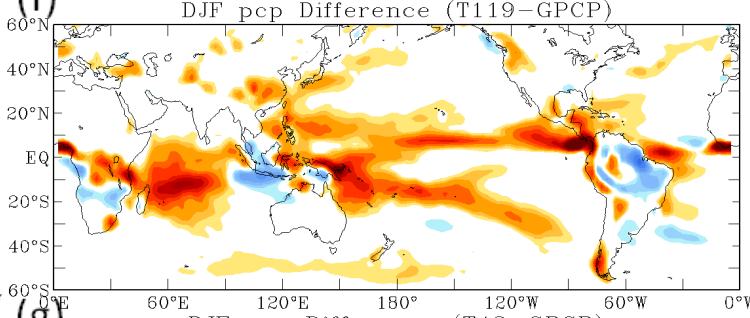 (f)
DJF pcp Difference (T119−GPCP)
60°N
40°N
20°N
EQ
20°S
40°S
60°S
0°E 60°E 120°E 180° 120°W 60°W 0°W
(g)